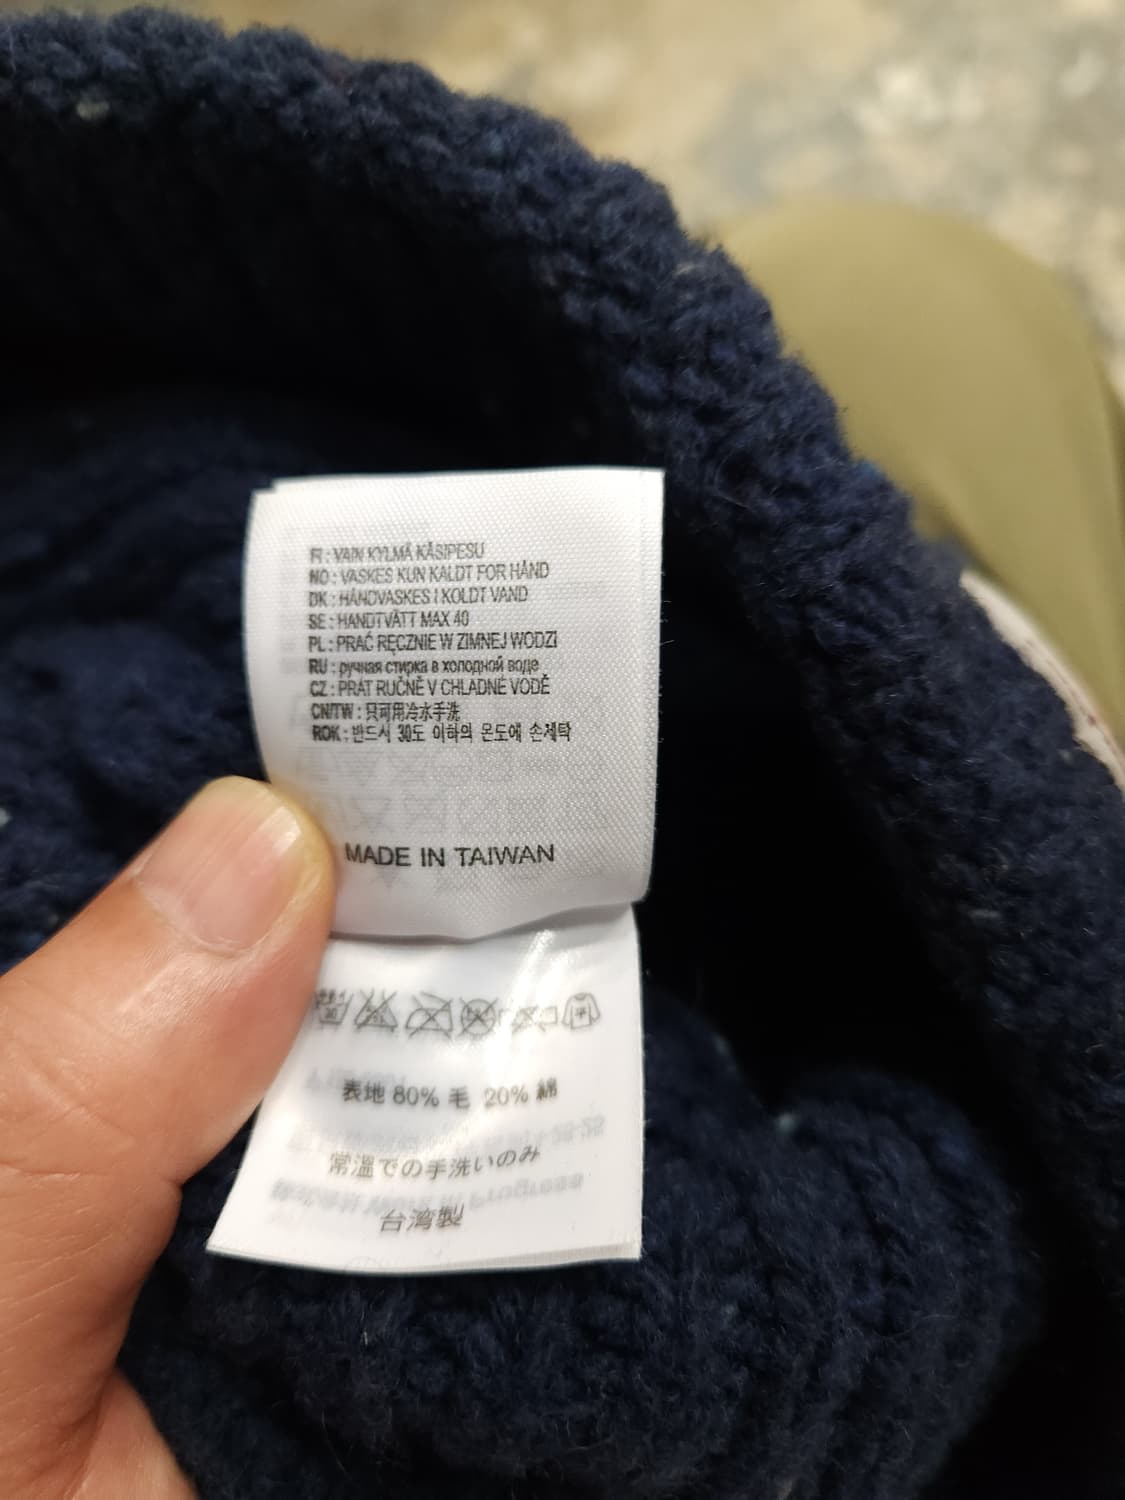 FI : VAIN KYLMÄ KÄSIPESU
NO : VASKES KUN KALDT FOR HÅND
DK : HÅNDVASKES I KOLDT VAND
SE : HANDTVÄTT MAX 40
PL : PRAĆ RĘCZNIE W ZIMNEJ WODZI
RU : ручная стирка в холодной воде
CZ : PRÁT RUČNĚ V CHLADNÉ VODĚ
CN/TW : 只可用冷水手洗
ROK : 반드시 30도 이하의 온도에 손세탁
MADE IN TAIWAN
表地 80% 毛 20% 綿
常温での手洗いのみ
台湾製